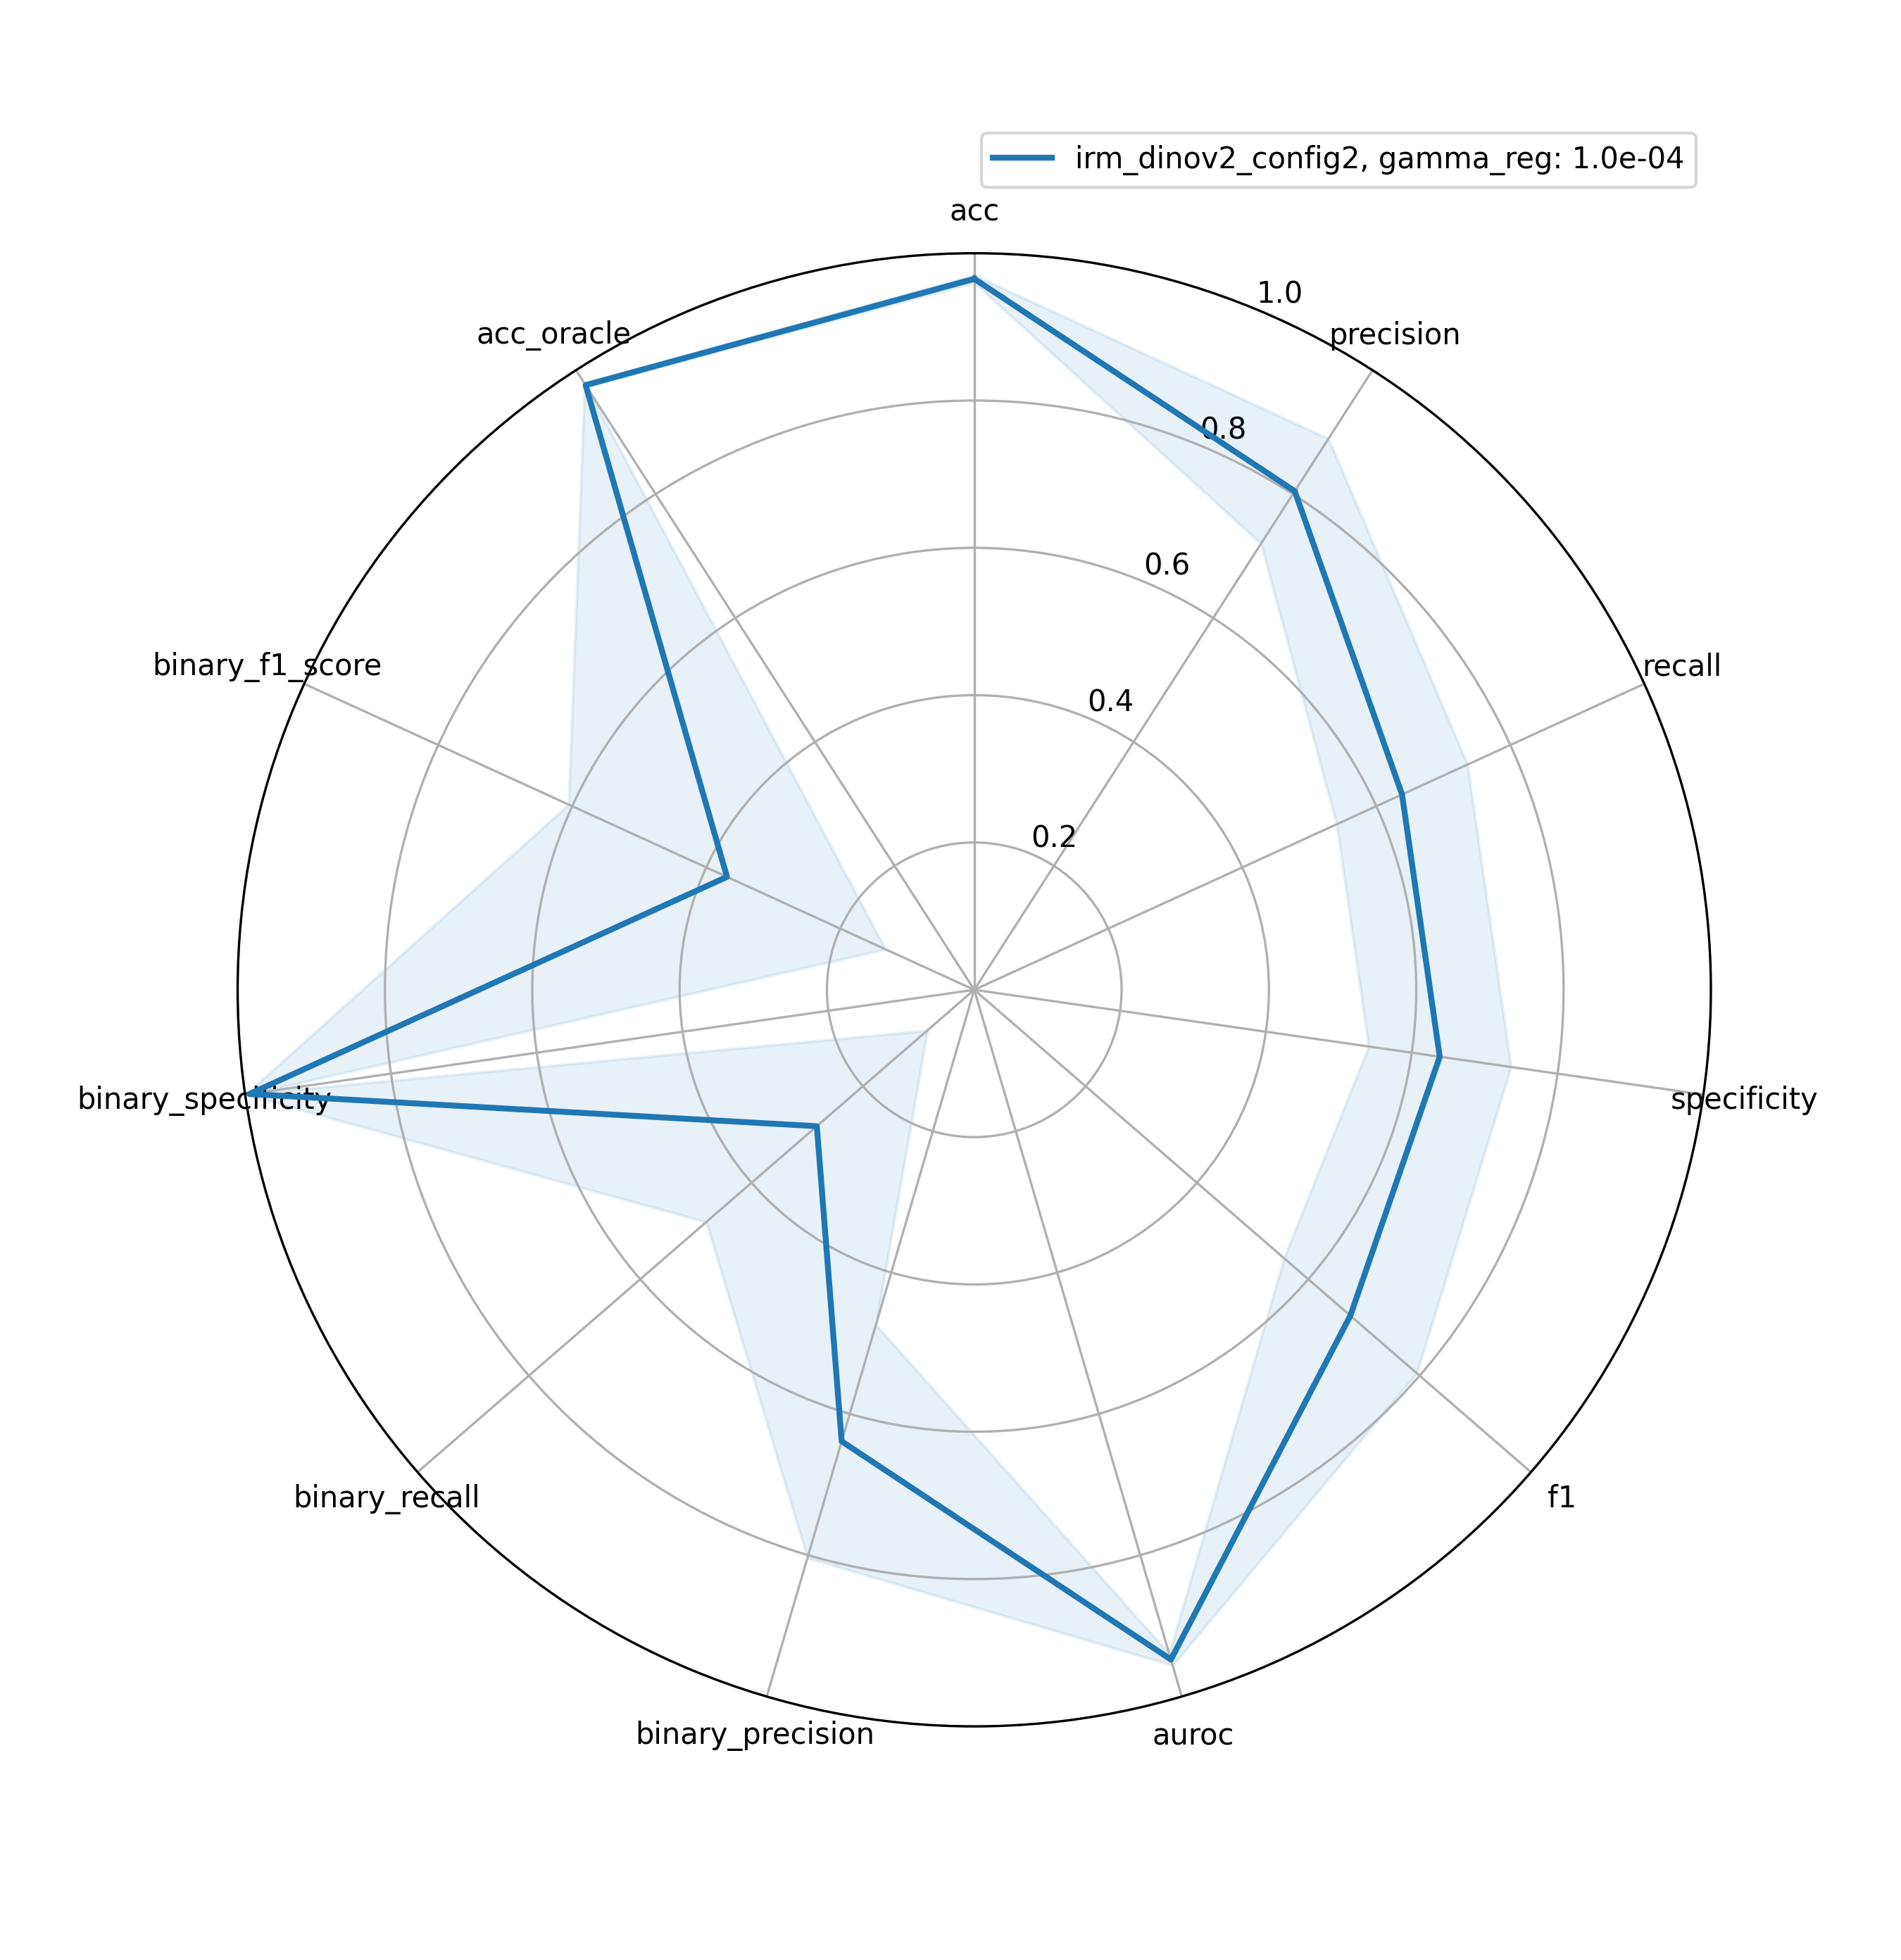 irm_dinov2_config2, gamma_reg: 1.0e-04
acc
1.0
acc_oracle
precision
0.8
0.6
binary_f1_score
recall
0.4
0.2
binary_specificity
specificity
binary_recall
f1
binary_precision
auroc